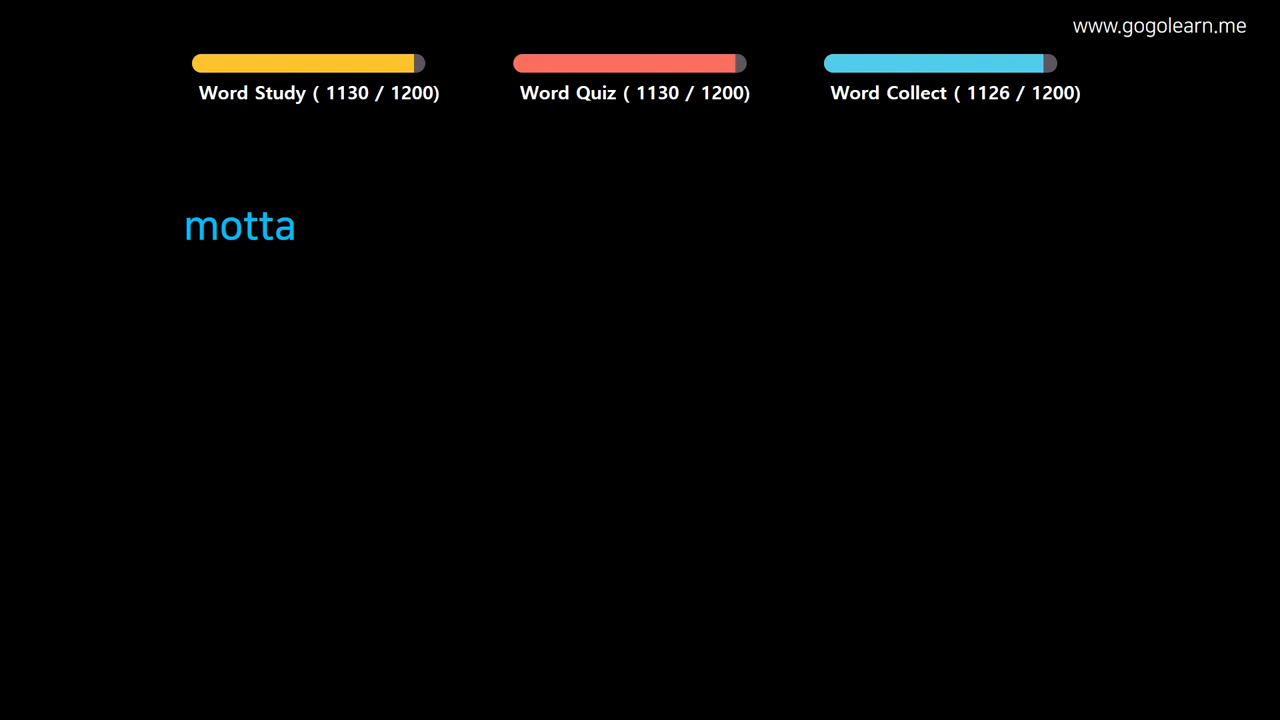 www.gogolearn.me
Word Study ( 1130 / 1200)
Word Quiz ( 1130 / 1200)
Word Collect ( 1126 / 1200)
motta